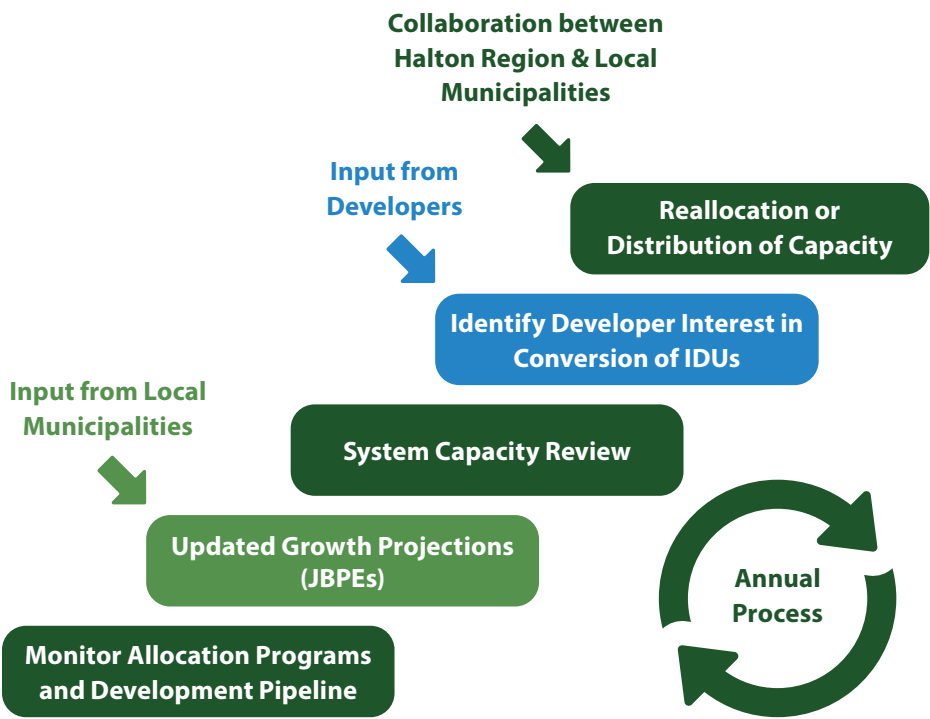 Collaboration between
Halton Region & Local
Municipalities
Input from
Developers
Reallocation or
Distribution of Capacity
Identify Developer Interest in
Conversion of IDUs
Input from Local
Municipalities
System Capacity Review
Updated Growth Projections
(JBPEs)
Annual
Process
Monitor Allocation Programs
and Development Pipeline